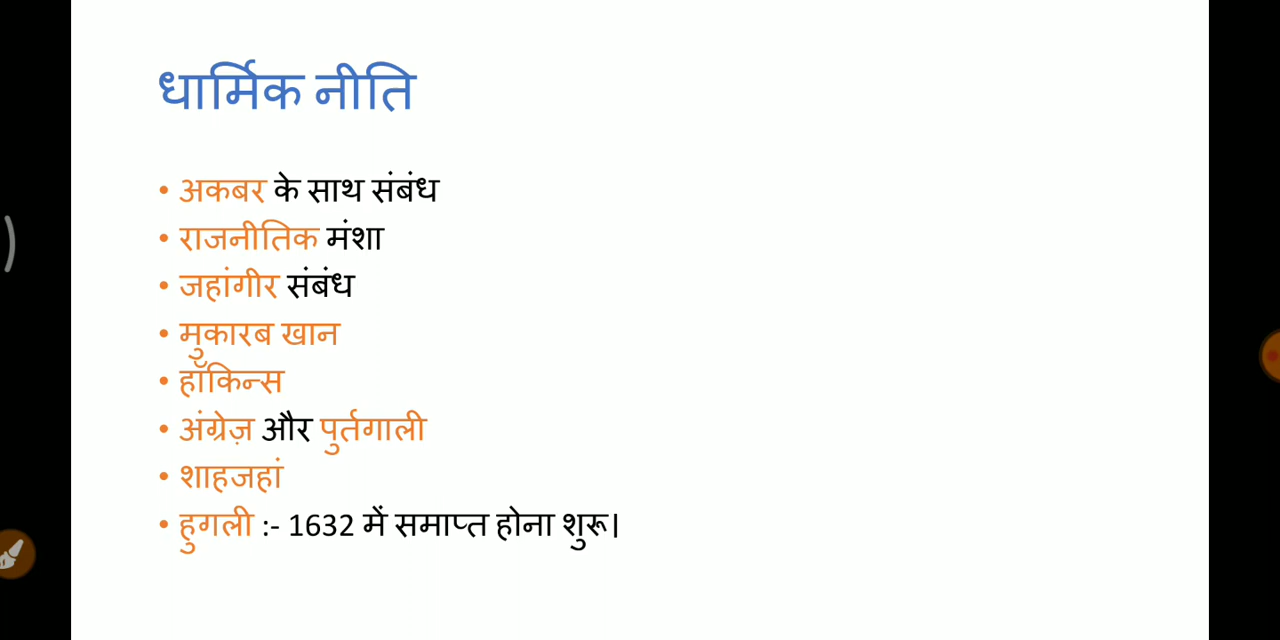 धार्मिक नीति
• अकबर के साथ संबंध
• राजनीतिक मंशा
• जहांगीर संबंध
• मुकारब खान
• हॉकिन्स
• अंग्रेज़ और पुर्तगाली
• शाहजहां
• हुगली :- 1632 में समाप्त होना शुरू।